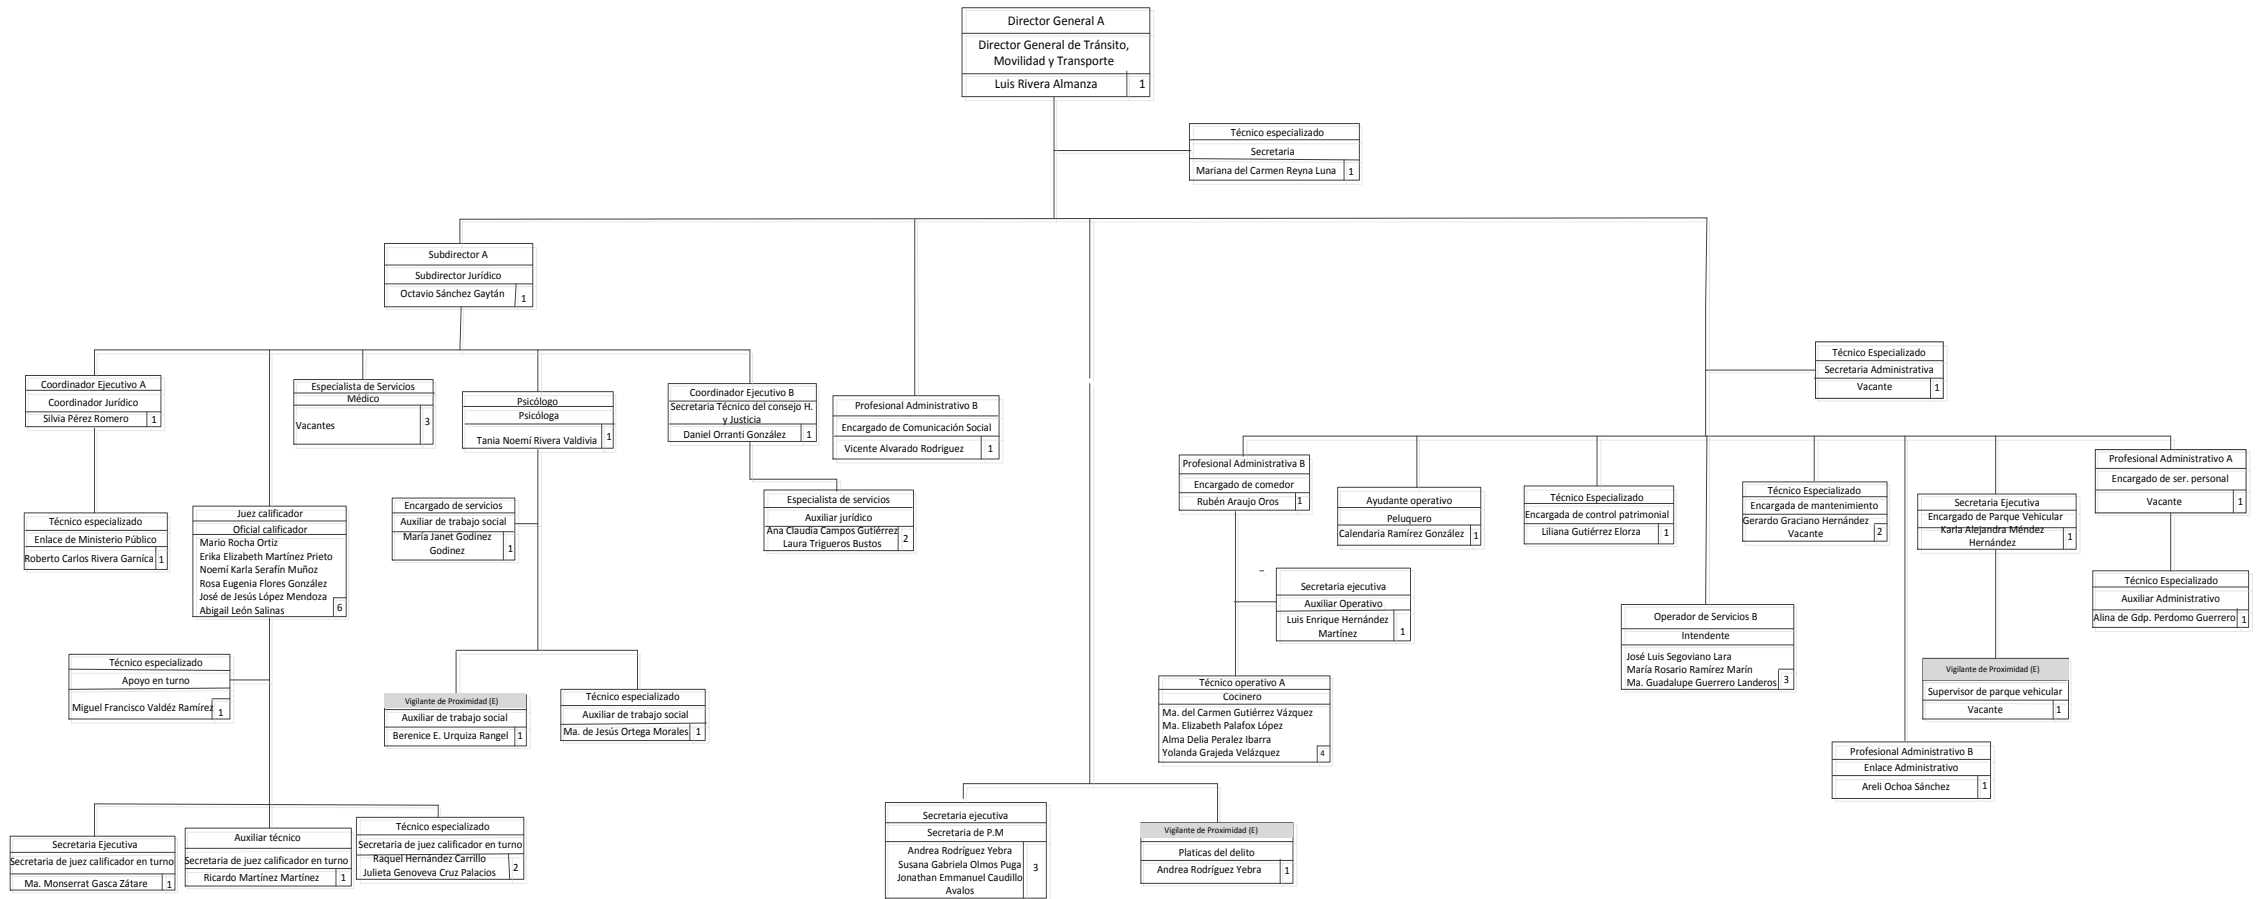 Director General A
Director General de Tránsito,
Movilidad y Transporte
Luis Rivera Almanza 1
Técnico especializado
Secretaria
Mariana del Carmen Reyna Luna 1
Subdirector A
Subdirector Jurídico
Octavio Sánchez Gaytán 1
Coordinador Ejecutivo A
Coordinador Jurídico
Silvia Pérez Romero 1
Especialista de Servicios
Médico
Vacantes 3
Psicólogo
Psicóloga
Tania Noemí Rivera Valdivia 1
Coordinador Ejecutivo B
Secretaria Técnico del consejo H.
y Justicia
Daniel Orranti González 1
Profesional Administrativo B
Encargado de Comunicación Social
Vicente Alvarado Rodriguez 1
Técnico Especializado
Secretaria Administrativa
Vacante 1
Profesional Administrativa B
Encargado de comedor
Rubén Araujo Oros 1
Ayudante operativo
Peluquero
Calendaria Ramírez González 1
Técnico Especializado
Encargada de control patrimonial
Liliana Gutiérrez Elorza 1
Técnico Especializado
Encargada de mantenimiento
Gerardo Graciano Hernández
Vacante 2
Secretaria Ejecutiva
Encargado de Parque Vehicular
Karla Alejandra Méndez
Hernández 1
Profesional Administrativo A
Encargado de ser. personal
Vacante 1
Técnico especializado
Enlace de Ministerio Público
Roberto Carlos Rivera Garníca 1
Juez calificador
Oficial calificador
Mario Rocha Ortiz
Erika Elizabeth Martínez Prieto
Noemí Karla Serafín Muñoz
Rosa Eugenia Flores González
José de Jesús López Mendoza
Abigail León Salinas 6
Encargado de servicios
Auxiliar de trabajo social
María Janet Godinez
Godinez 1
Especialista de servicios
Auxiliar jurídico
Ana Claudia Campos Gutiérrez
Laura Trigueros Bustos 2
–
Secretaria ejecutiva
Auxiliar Operativo
Luis Enrique Hernández
Martínez 1
Operador de Servicios B
Intendente
José Luis Segoviano Lara
María Rosario Ramírez Marín
Ma. Guadalupe Guerrero Landeros 3
Técnico Especializado
Auxiliar Administrativo
Alina de Gdp. Perdomo Guerrero 1
Técnico especializado
Apoyo en turno
Miguel Francisco Valdéz Ramírez 1
Vigilante de Proximidad (E)
Auxiliar de trabajo social
Berenice E. Urquiza Rangel 1
Técnico especializado
Auxiliar de trabajo social
Ma. de Jesús Ortega Morales 1
Técnico operativo A
Cocinero
Ma. del Carmen Gutiérrez Vázquez
Ma. Elizabeth Palafox López
Alma Delia Peralez Ibarra
Yolanda Grajeda Velázquez 4
Vigilante de Proximidad (E)
Supervisor de parque vehicular
Vacante 1
Profesional Administrativo B
Enlace Administrativo
Areli Ochoa Sánchez 1
Secretaria Ejecutiva
Secretaria de juez calificador en turno
Ma. Monserrat Gasca Zátare 1
Auxiliar técnico
Secretaria de juez calificador en turno
Ricardo Martínez Martínez 1
Técnico especializado
Secretaria de juez calificador en turno
Raquel Hernández Carrillo
Julieta Genoveva Cruz Palacios 2
Secretaria ejecutiva
Secretaria de P.M
Andrea Rodríguez Yebra
Susana Gabriela Olmos Puga
Jonathan Emmanuel Caudillo
Avalos 3
Vigilante de Proximidad (E)
Platicas del delito
Andrea Rodríguez Yebra 1